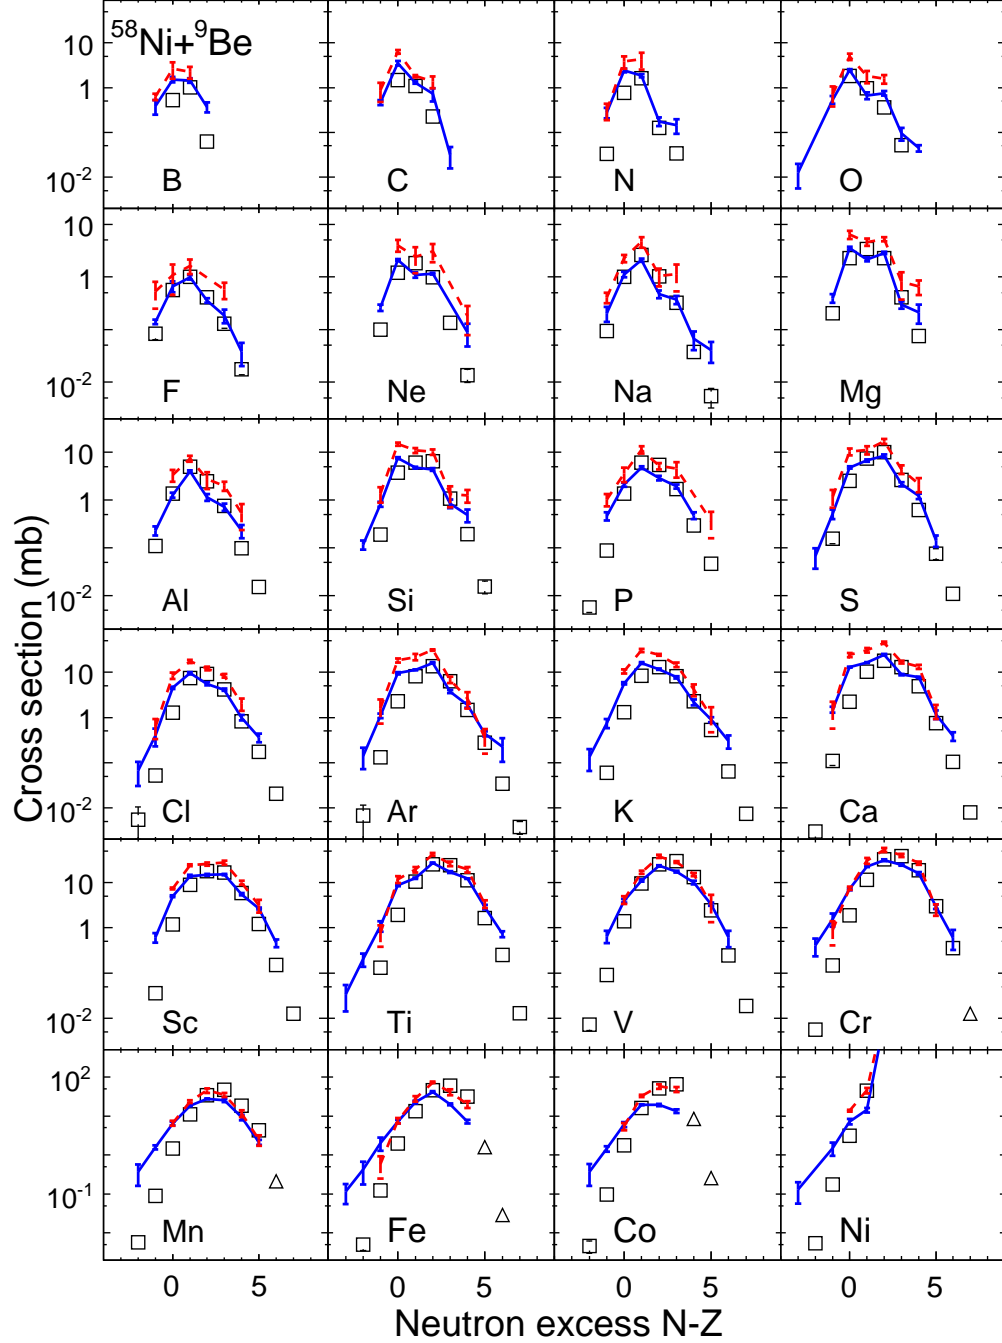 ⁵⁸Ni+⁹Be
10
1
10⁻²
B
C
N
O
10
1
10⁻²
F
Ne
Na
Mg
10
1
10⁻²
Al
Si
P
S
Cross section (mb)
10
1
10⁻²
Cl
Ar
K
Ca
10
1
10⁻²
Sc
Ti
V
Cr
10²
10⁻¹
Mn
Fe
Co
Ni
0 5 0 5 0 5 0 5
Neutron excess N-Z